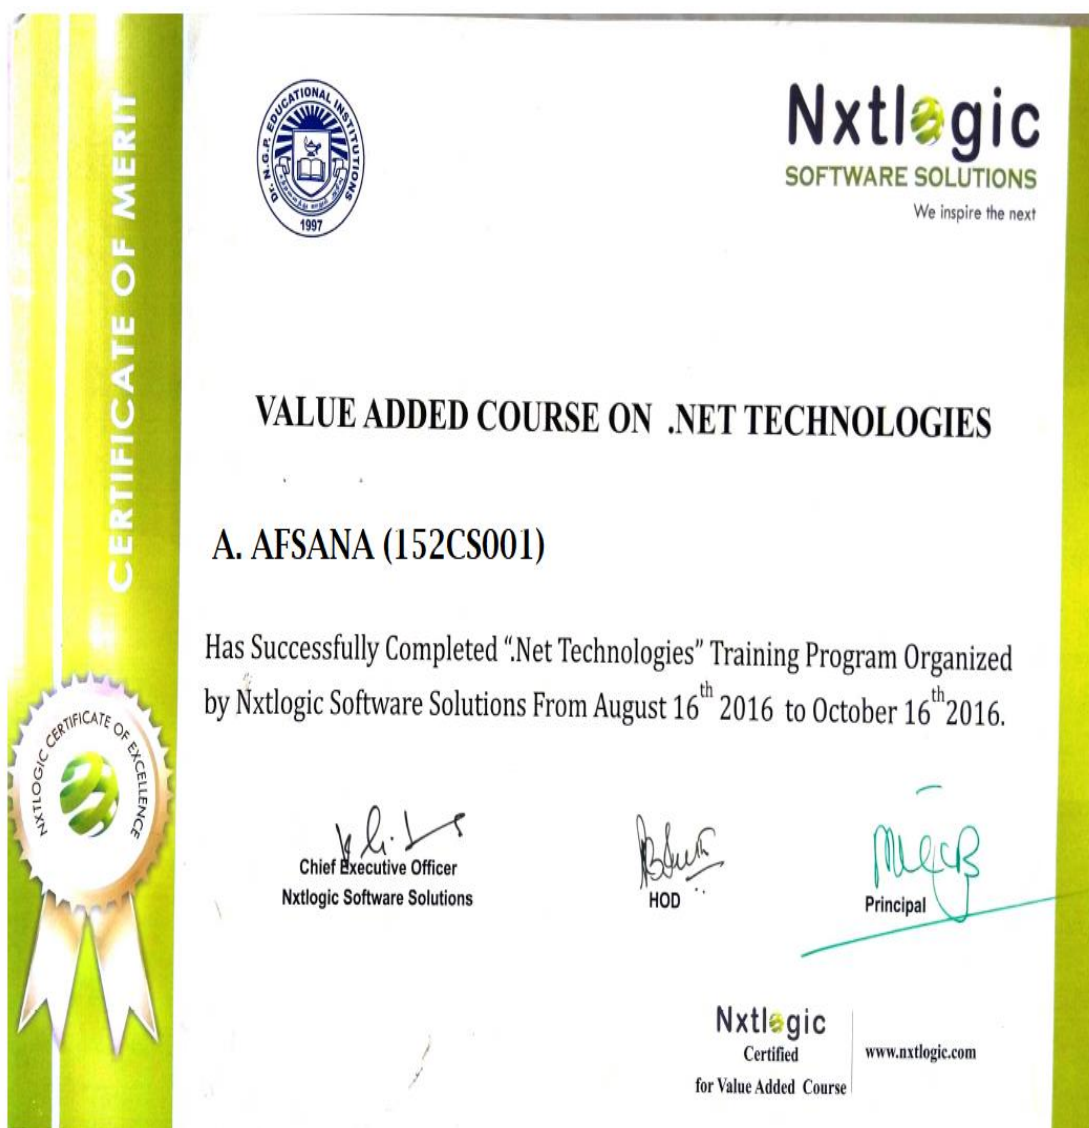 CERTIFICATE OF MERIT
Dr. N.G.P. EDUCATIONAL INSTITUTIONS
1997
Nxtlogic
SOFTWARE SOLUTIONS
We inspire the next
VALUE ADDED COURSE ON .NET TECHNOLOGIES
A. AFSANA (152CS001)
Has Successfully Completed “.Net Technologies” Training Program Organized
by Nxtlogic Software Solutions From August 16th 2016 to October 16th 2016.
NXTLOGIC CERTIFICATE OF EXCELLENCE
Chief Executive Officer
Nxtlogic Software Solutions
HOD
Principal
Nxtlogic
Certified
for Value Added Course
www.nxtlogic.com